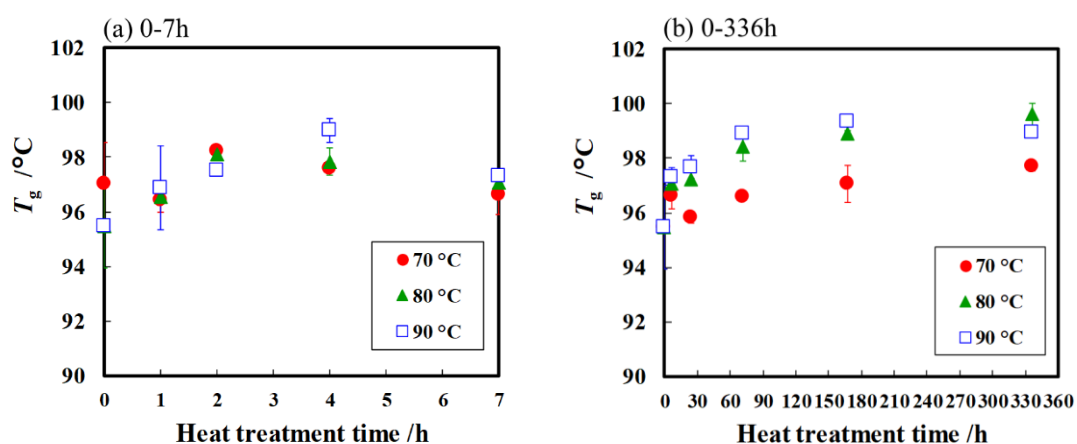 (a) 0-7h
102
100
98
96
94
92
90
Tg /°C
0 1 2 3 4 5 6 7
Heat treatment time /h
70 °C
80 °C
90 °C
(b) 0-336h
102
100
98
96
94
92
90
Tg /°C
0 30 60 90 120 150 180 210 240 270 300 330 360
Heat treatment time /h
70 °C
80 °C
90 °C